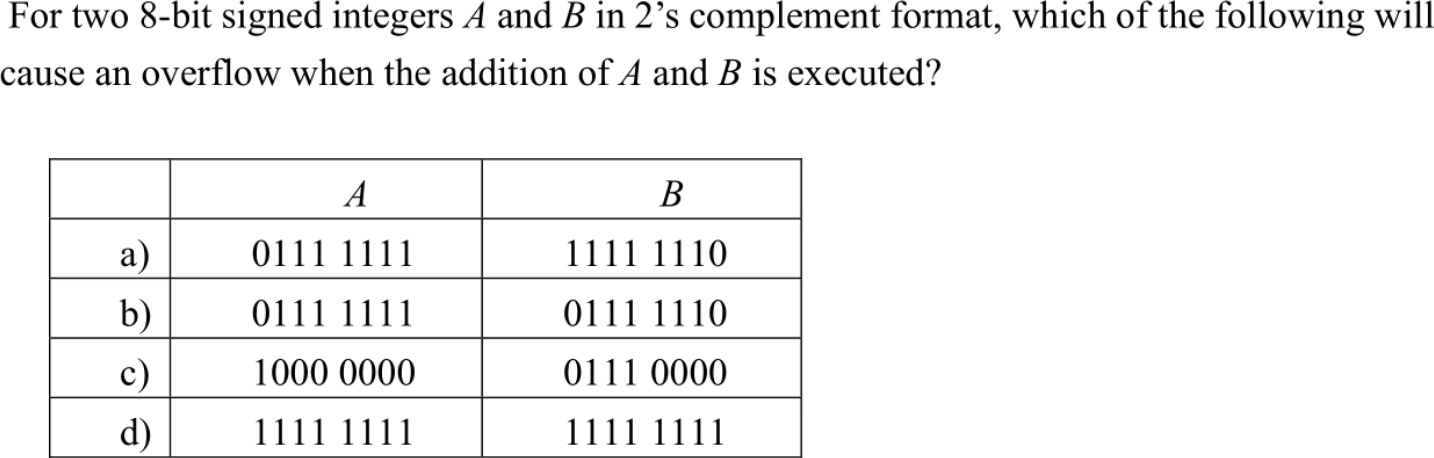 For two 8-bit signed integers A and B in 2’s complement format, which of the following will
cause an overflow when the addition of A and B is executed?
A B
a) 0111 1111 1111 1110
b) 0111 1111 0111 1110
c) 1000 0000 0111 0000
d) 1111 1111 1111 1111